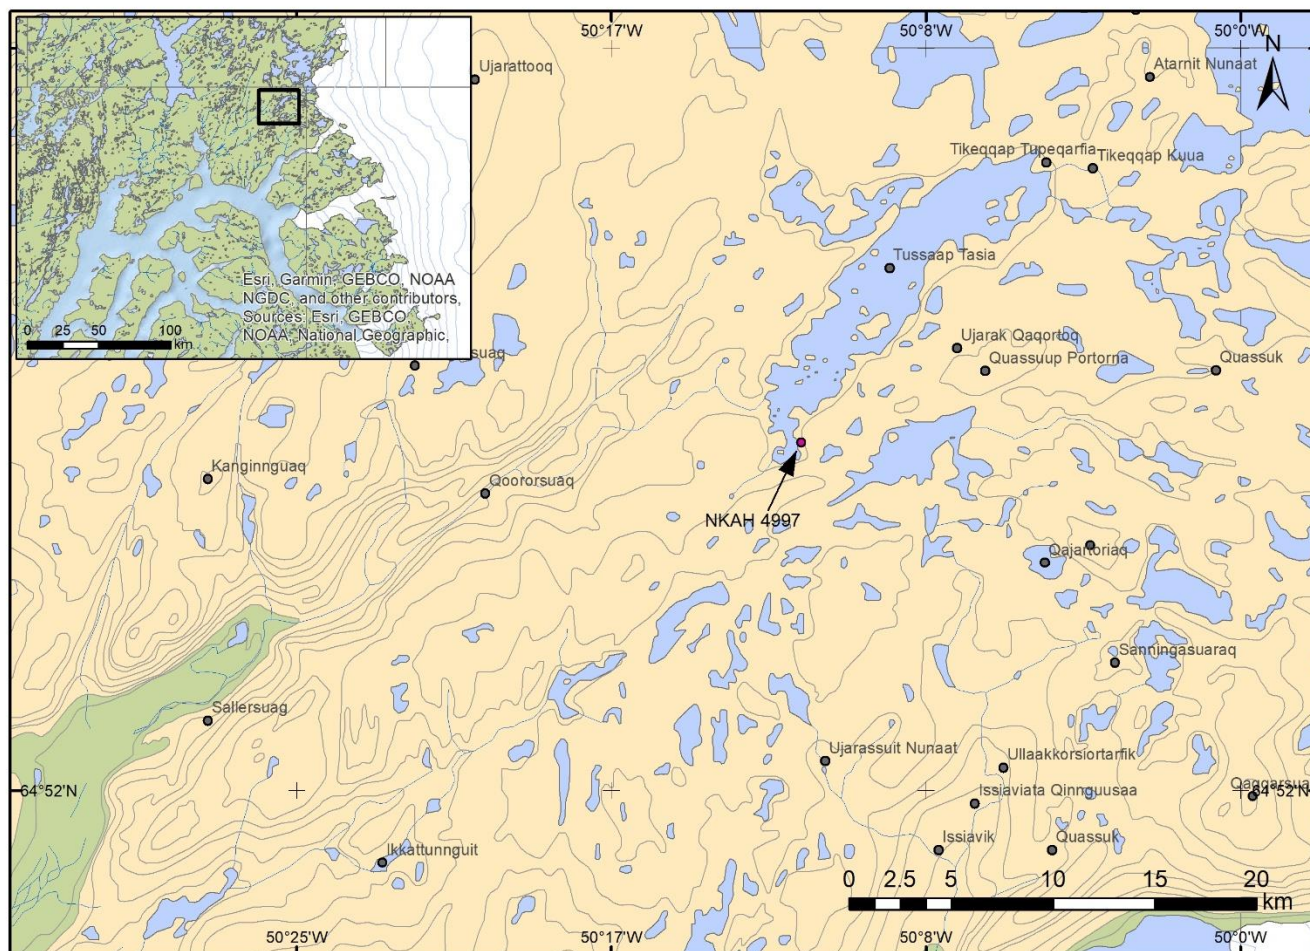 50°17'W
50°8'W
50°0'W
N
Ujarattooq
Atarnit Nunaat
Tikeqqap Tupeqarfia
Tikeqqap Kuua
Tussaap Tasia
Esri, Garmin, GEBCO, NOAA
NGDC, and other contributors,
Sources: Esri, GEBCO,
NOAA, National Geographic,
0 25 50 100
km
Ujarak Qaqortoq
Quassuup Portorna
Quassuk
Kanginnguaq
Qoororsuaq
NKAH 4997
Qajartoriaq
Sanningasuaraq
Sallersuag
Ujarassuit Nunaat
Ullaakkorsiortarfik
Issiaviata Qinnguusaa
64°52'N
64°52'N
Ikkattunnguit
Issiavik
Quassuk
0 2.5 5 10 15 20
km
50°25'W
50°17'W
50°8'W
50°0'W